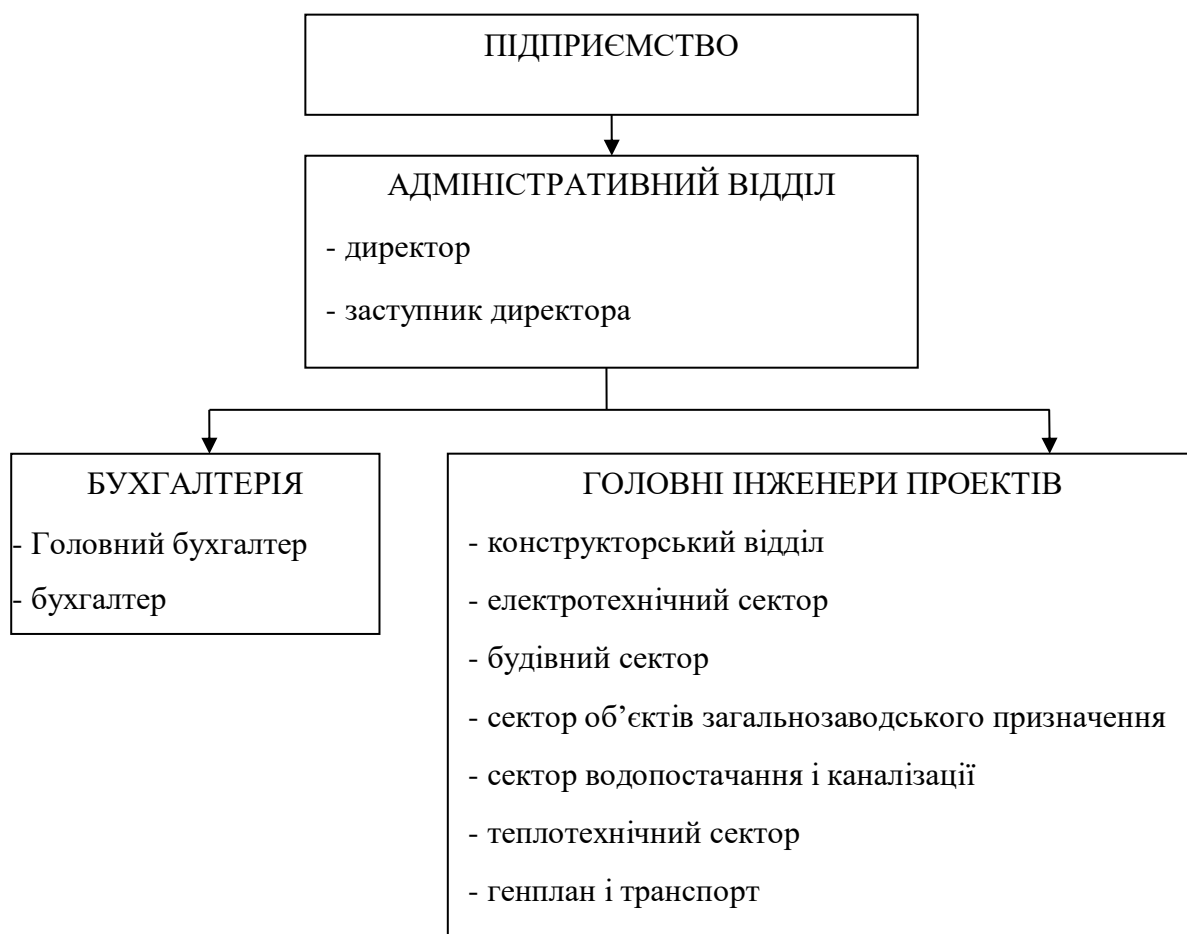 ПІДПРИЄМСТВО
АДМІНІСТРАТИВНИЙ ВІДДІЛ
- директор
- заступник директора
БУХГАЛТЕРІЯ
- Головний бухгалтер
- бухгалтер
ГОЛОВНІ ІНЖЕНЕРИ ПРОЕКТІВ
- конструкторський відділ
- електротехнічний сектор
- будівний сектор
- сектор об’єктів загальнозаводського призначення
- сектор водопостачання і каналізації
- теплотехнічний сектор
- генплан і транспорт